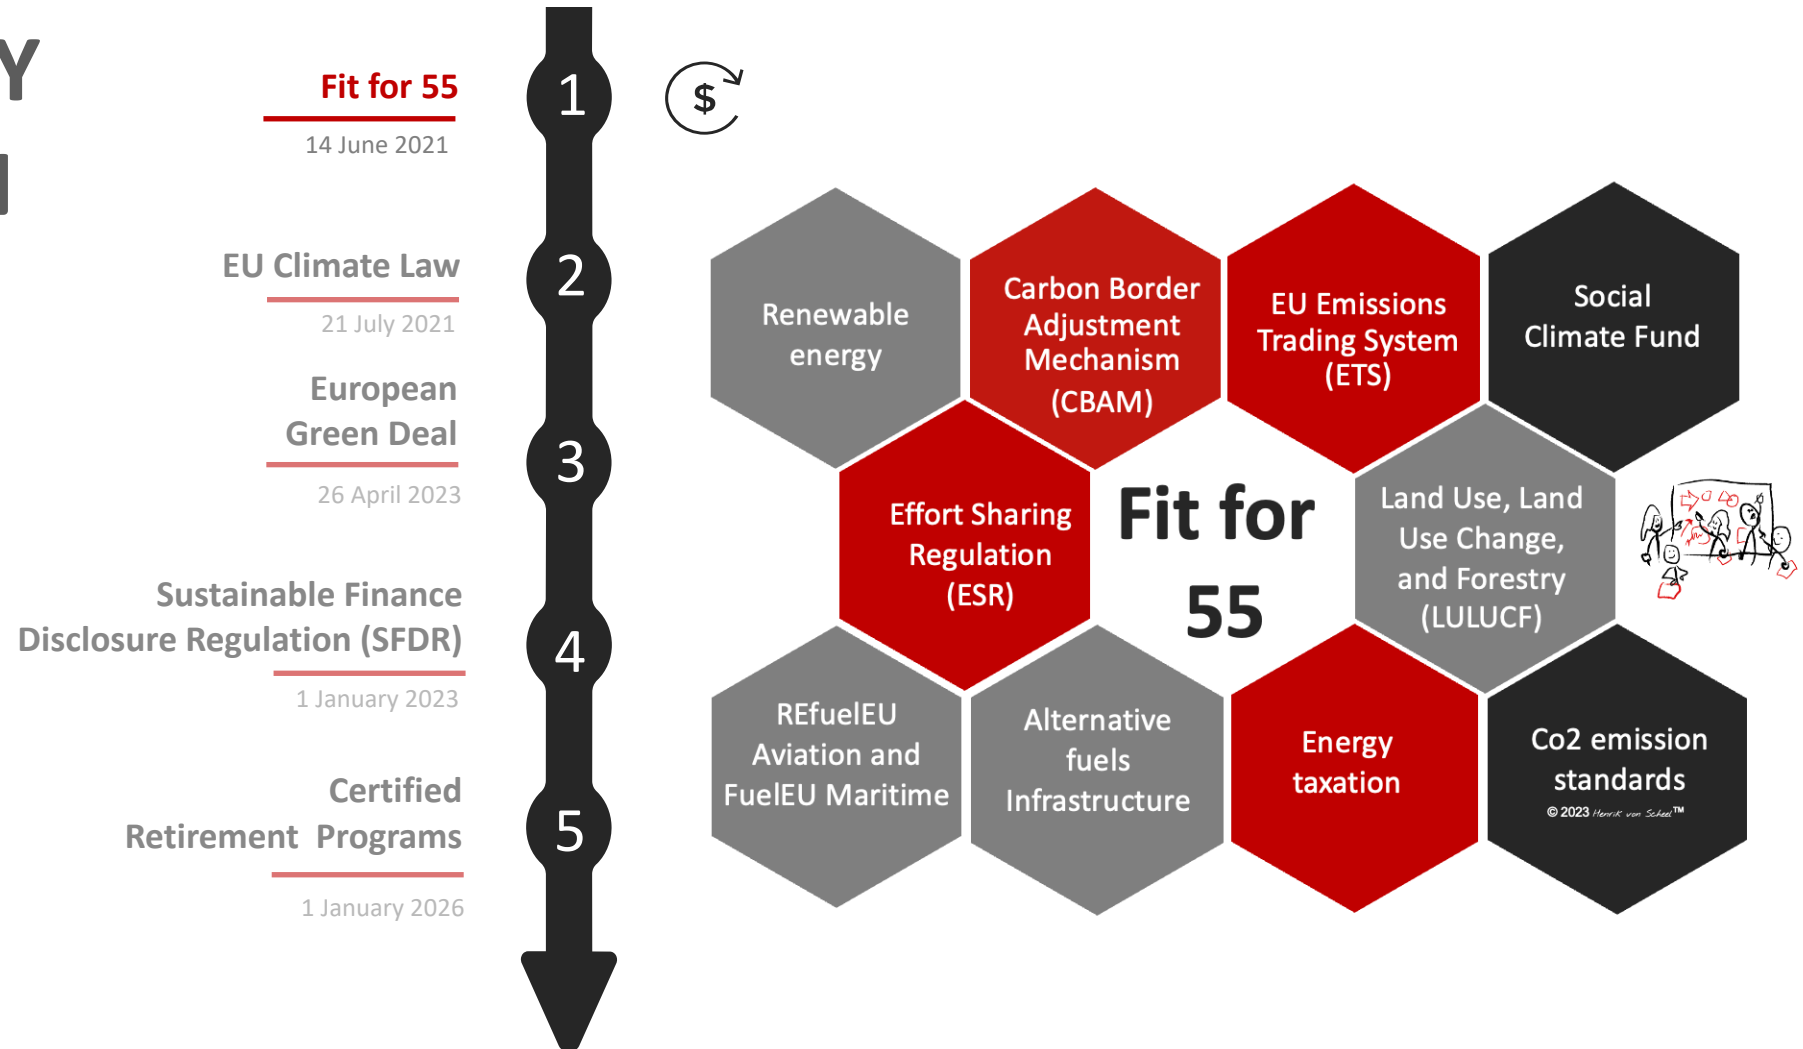 Y
Fit for 55
14 June 2021
1
$
EU Climate Law
21 July 2021
2
European
Green Deal
26 April 2023
3
Sustainable Finance
Disclosure Regulation (SFDR)
1 January 2023
4
Certified
Retirement Programs
1 January 2026
5
Renewable
energy
Carbon Border
Adjustment
Mechanism
(CBAM)
EU Emissions
Trading System
(ETS)
Social
Climate Fund
Effort Sharing
Regulation
(ESR)
Fit for
55
Land Use, Land
Use Change,
and Forestry
(LULUCF)
REfuelEU
Aviation and
FuelEU Maritime
Alternative
fuels
Infrastructure
Energy
taxation
Co2 emission
standards
© 2023 Henrik von Scheel™